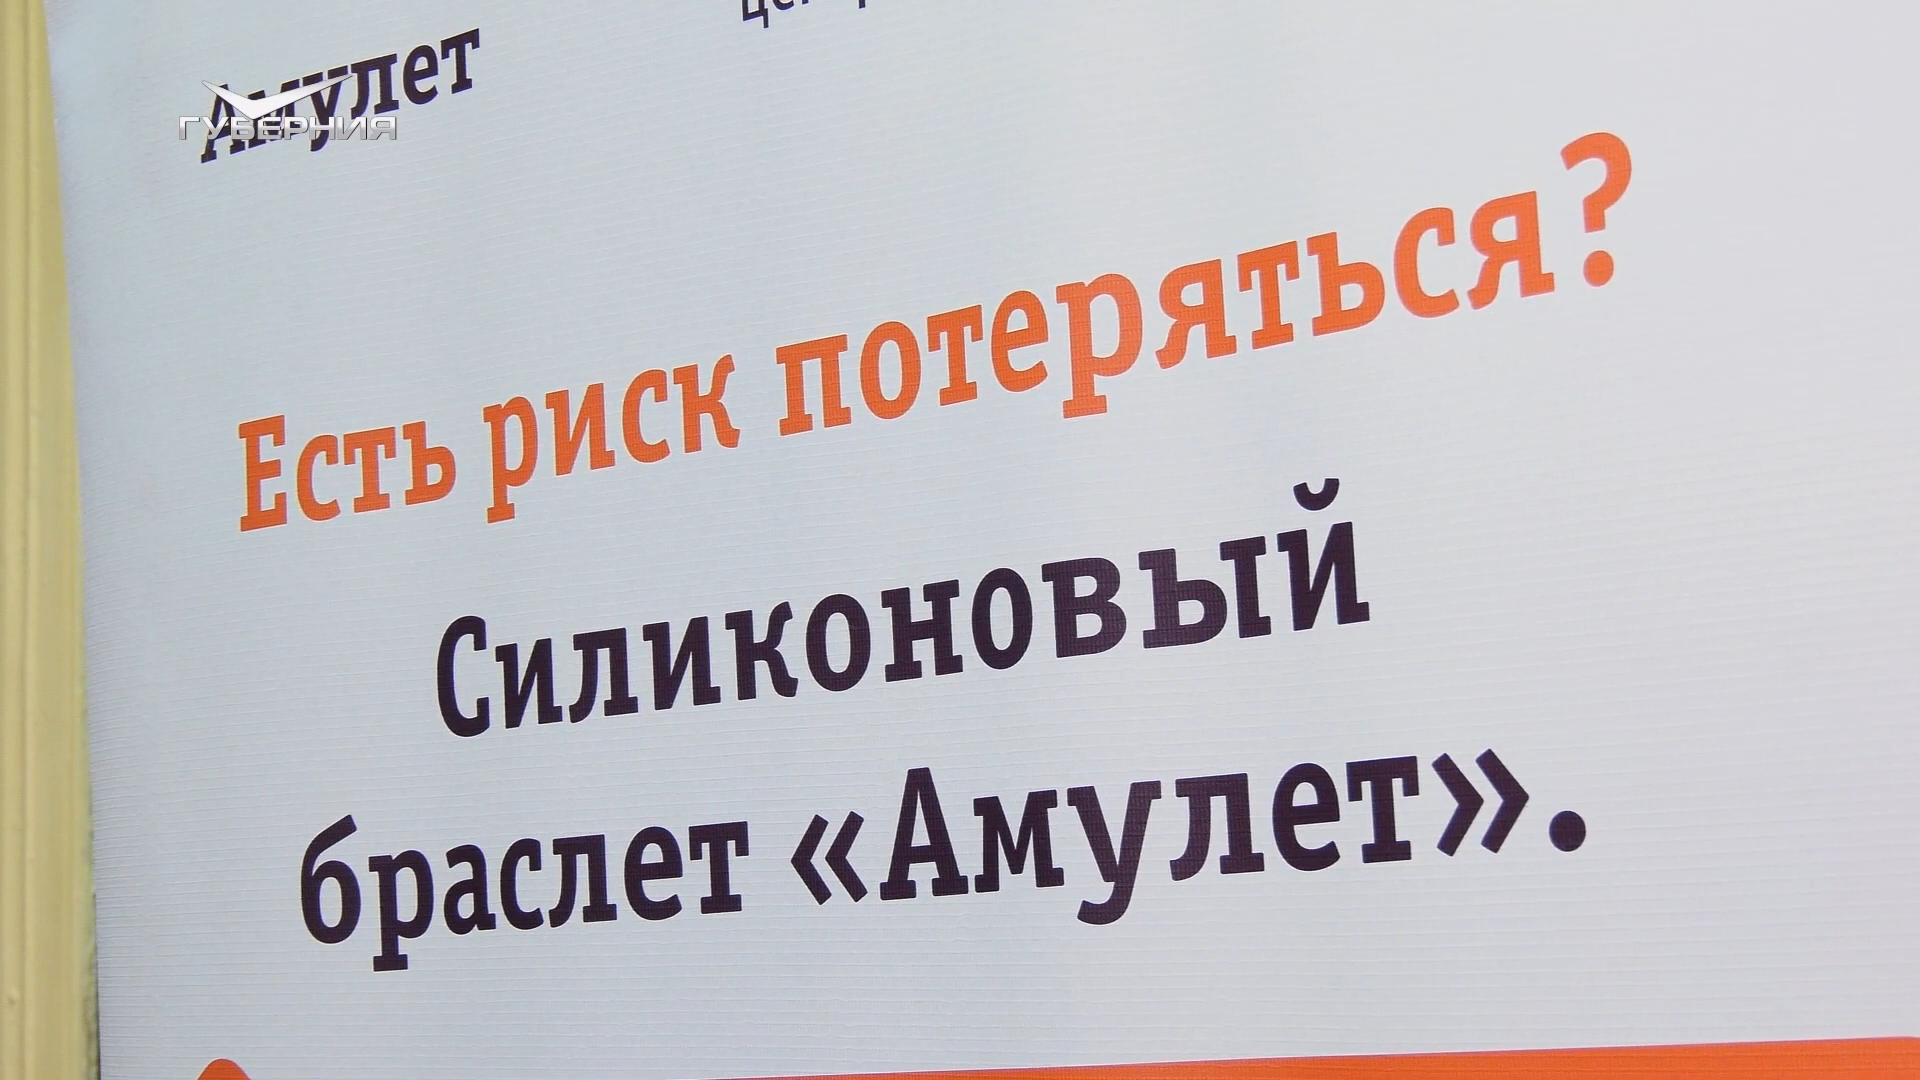 Амулет
ГУБЕРНИЯ
Есть риск потеряться?
Силиконовый
браслет «Амулет».